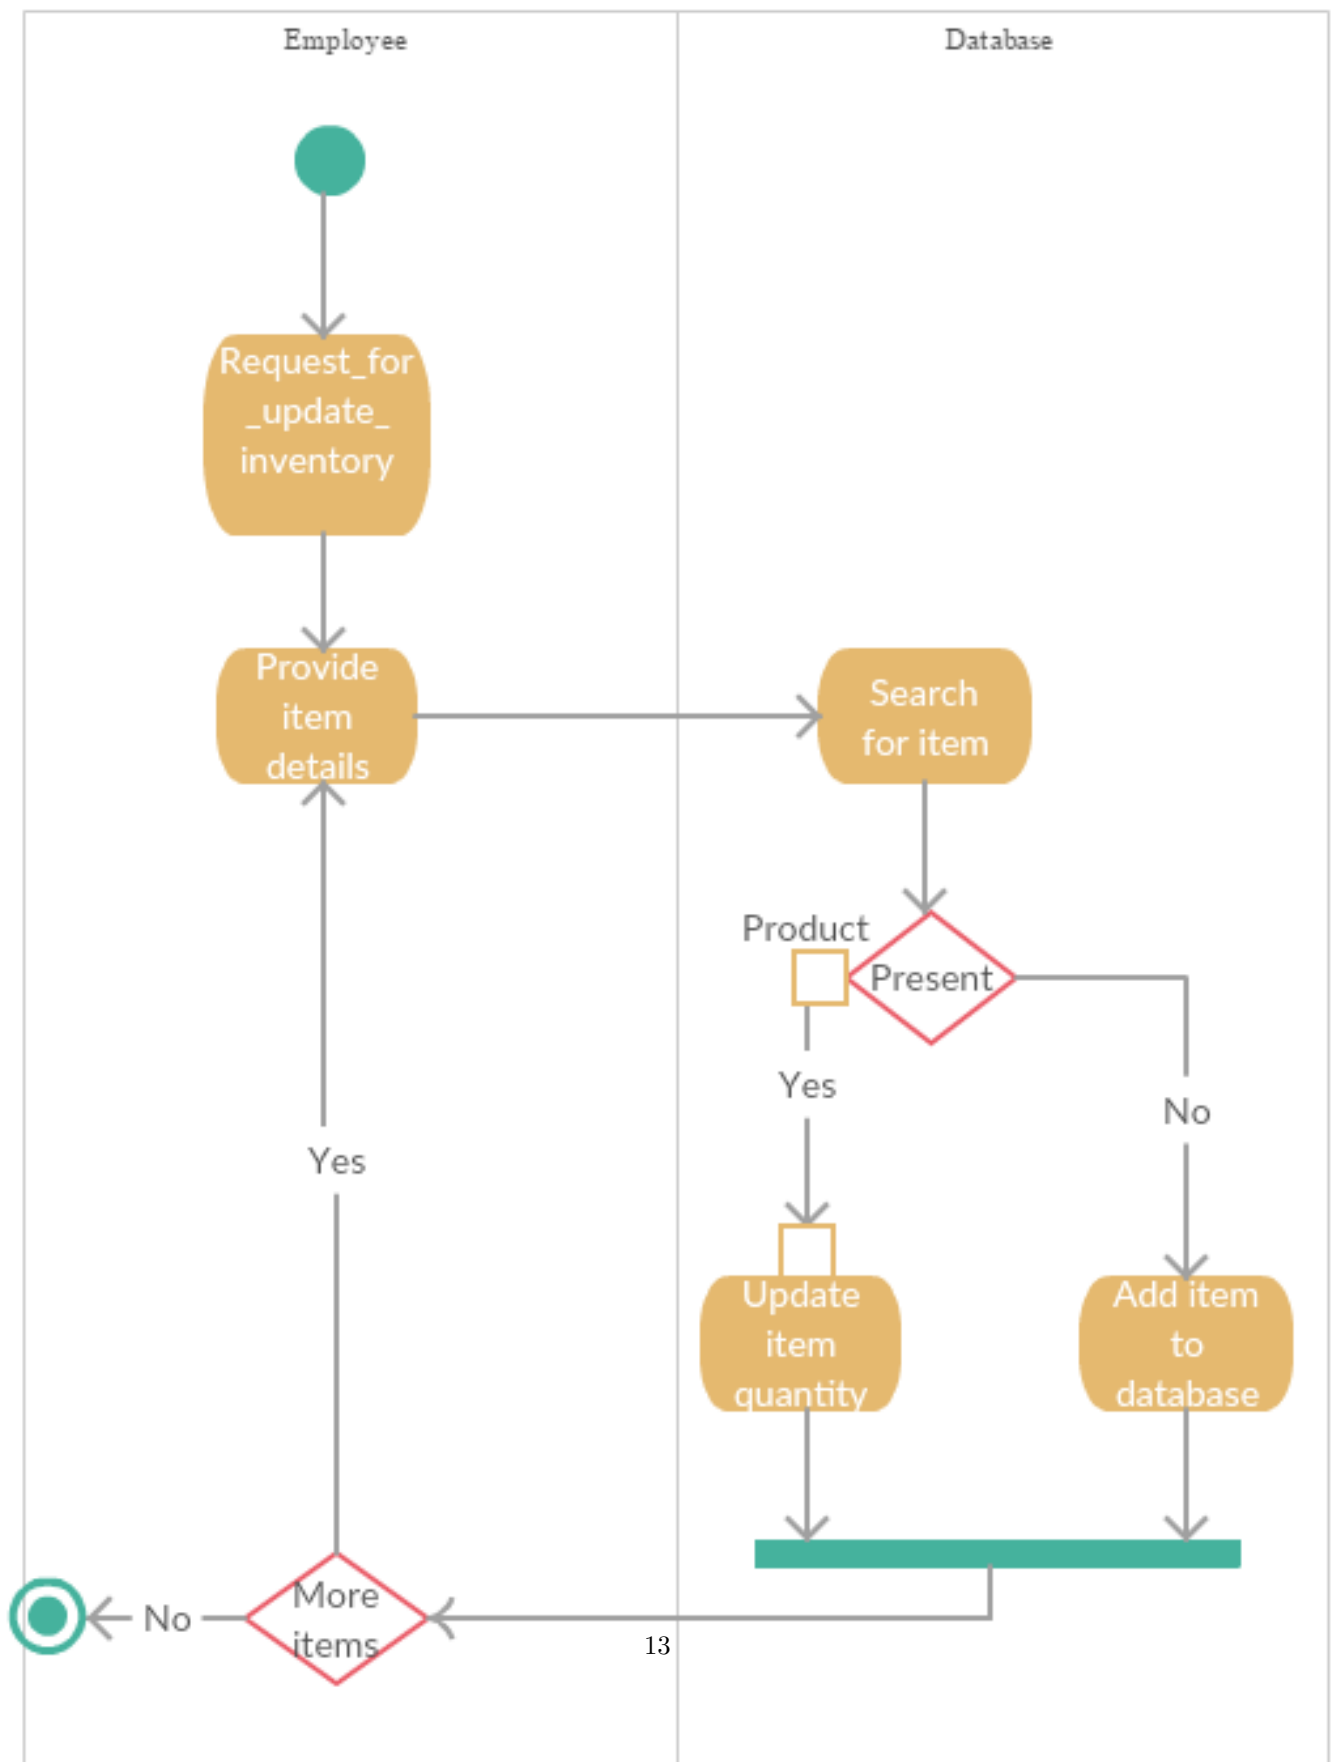 Employee
Database
Request_for
_update_
inventory
Provide
item
details
Search
for item
Product
Present
Yes
No
Yes
Update
item
quantity
Add item
to
database
More
items
No
13